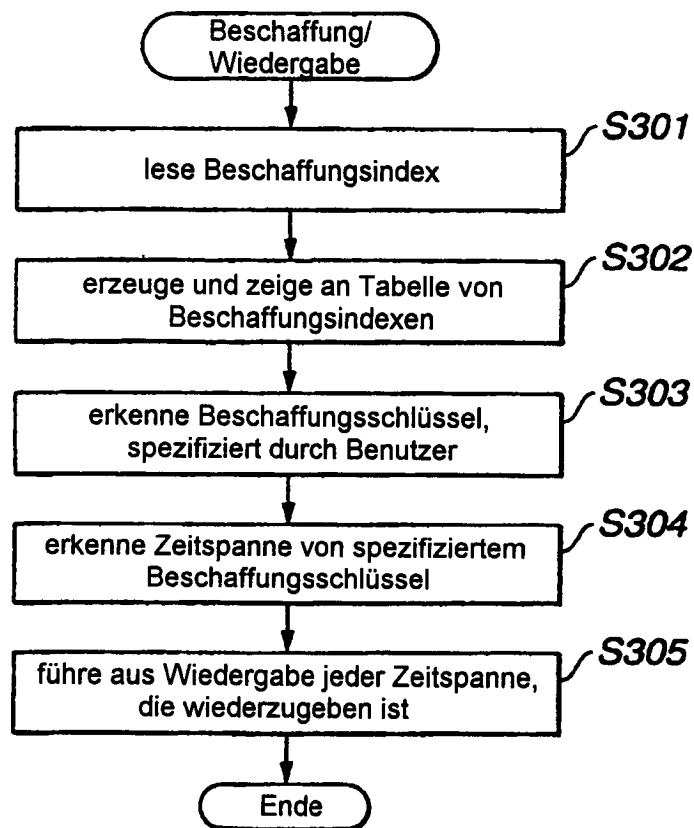 Beschaffung/
Wiedergabe
S301
lese Beschaffungsindex
S302
erzeuge und zeige an Tabelle von
Beschaffungsindexen
S303
erkenne Beschaffungsschlüssel,
spezifiziert durch Benutzer
S304
erkenne Zeitspanne von spezifiziertem
Beschaffungsschlüssel
S305
führe aus Wiedergabe jeder Zeitspanne,
die wiederzugeben ist
Ende